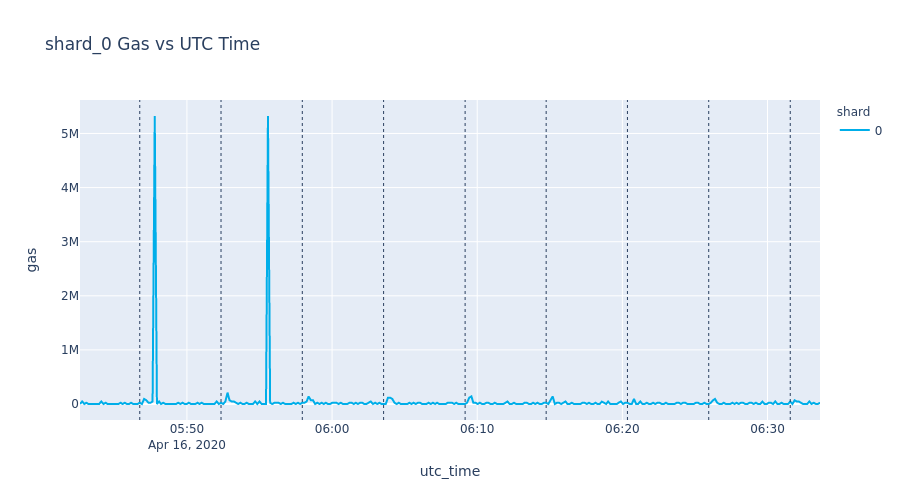 shard_0 Gas vs UTC Time
shard
0
5M
4M
3M
2M
1M
0
gas
05:50
06:00
06:10
06:20
06:30
Apr 16, 2020
utc_time